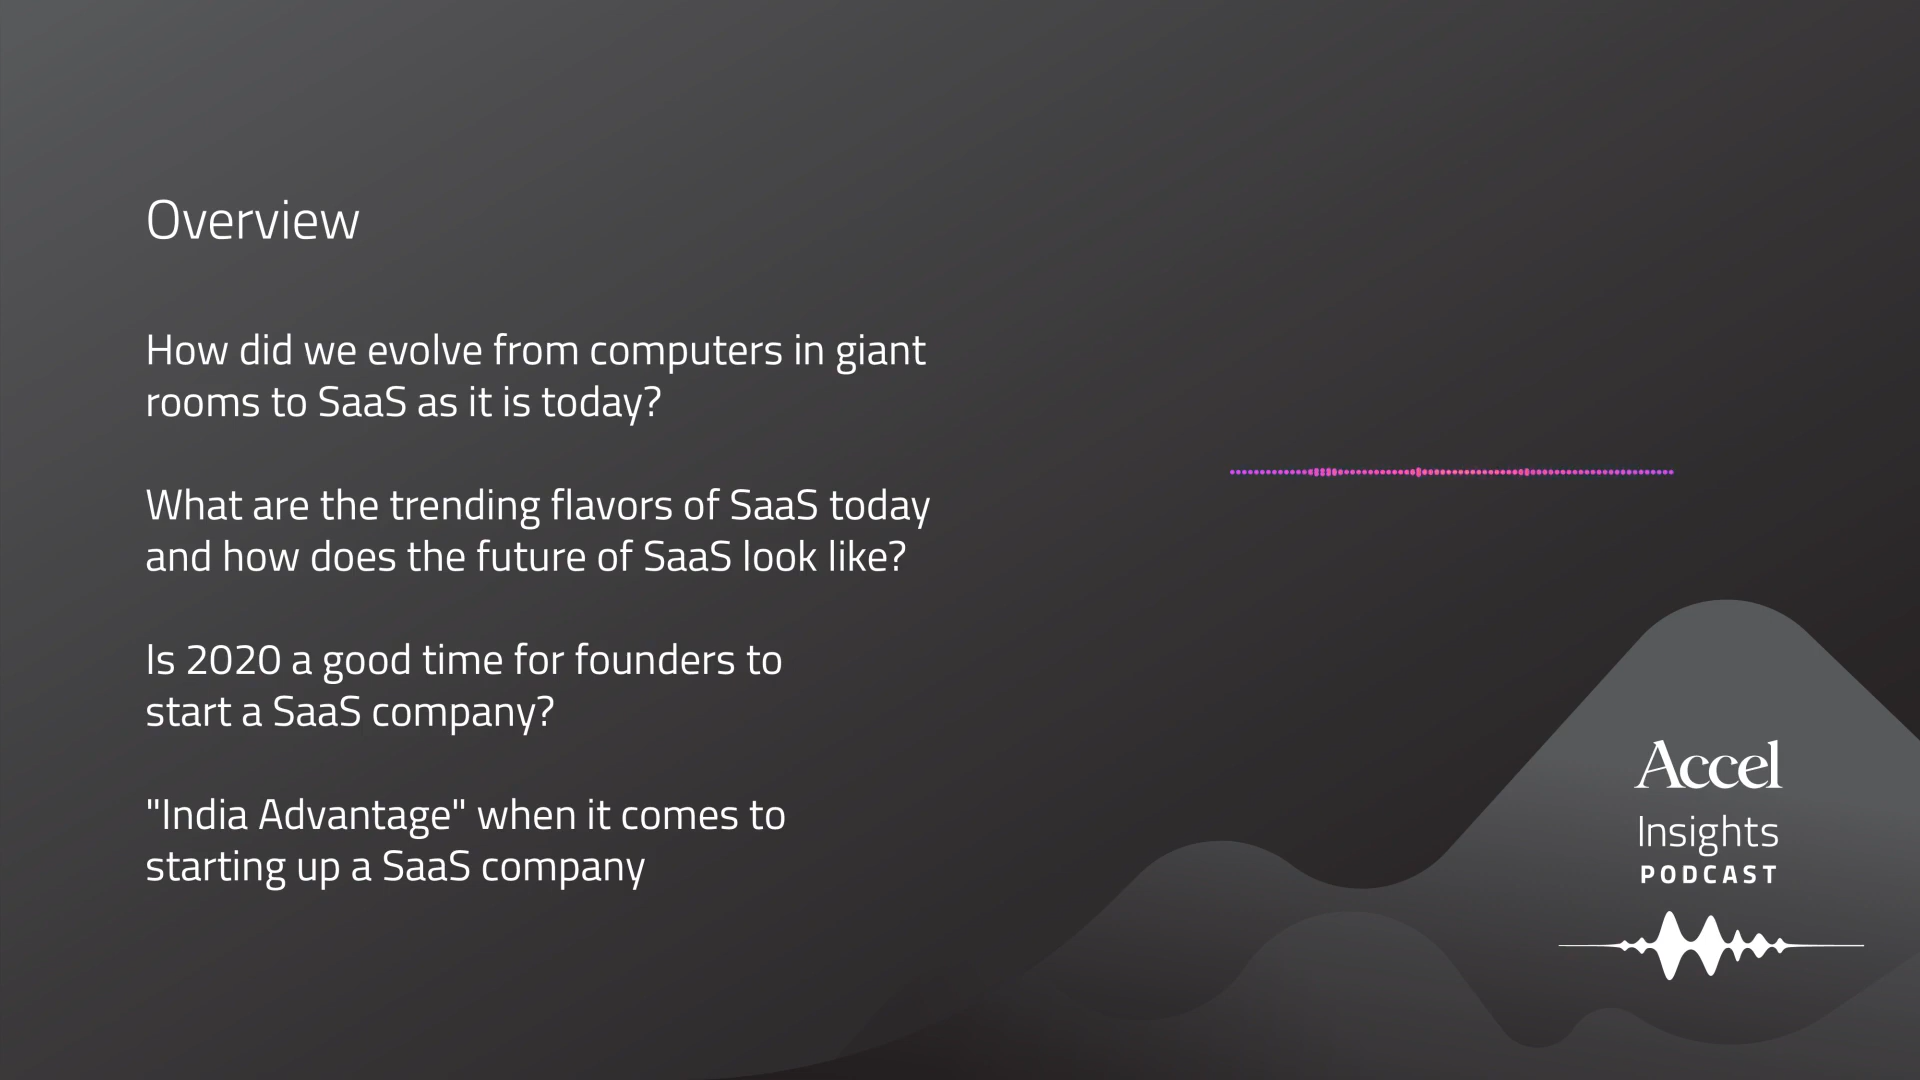 Overview
How did we evolve from computers in giant
rooms to SaaS as it is today?
What are the trending flavors of SaaS today
and how does the future of SaaS look like?
Is 2020 a good time for founders to
start a SaaS company?
"India Advantage" when it comes to
starting up a SaaS company
Accel
Insights
PODCAST